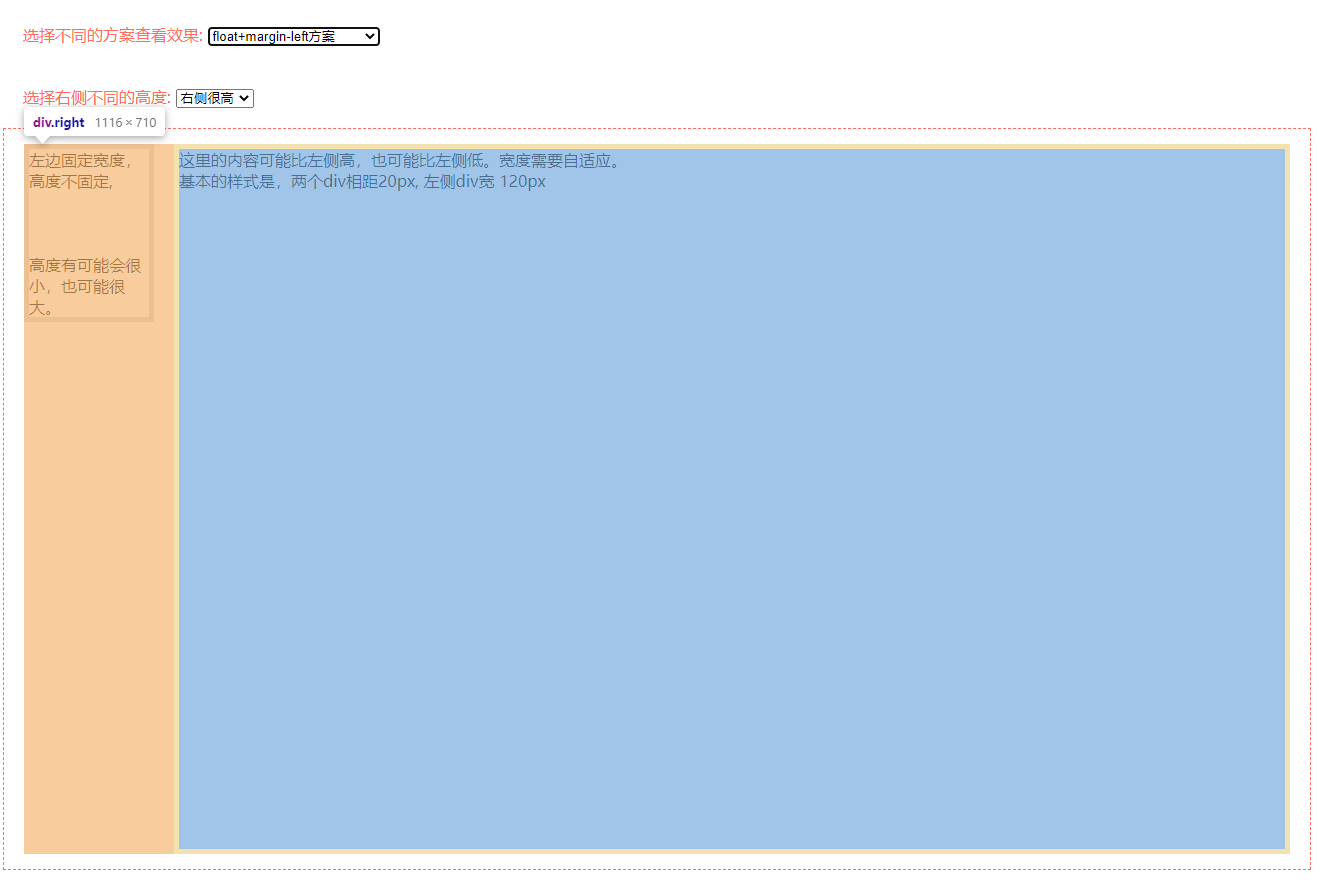 选择不同的方案查看效果: float+margin-left方案
选择右侧不同的高度: 右侧很高
div.right 1116 × 710
左边固定宽度，
高度不固定,
高度有可能会很
小，也可能很
大。
这里的内容可能比左侧高，也可能比左侧低。宽度需要自适应。
基本的样式是，两个div相距20px, 左侧div宽 120px